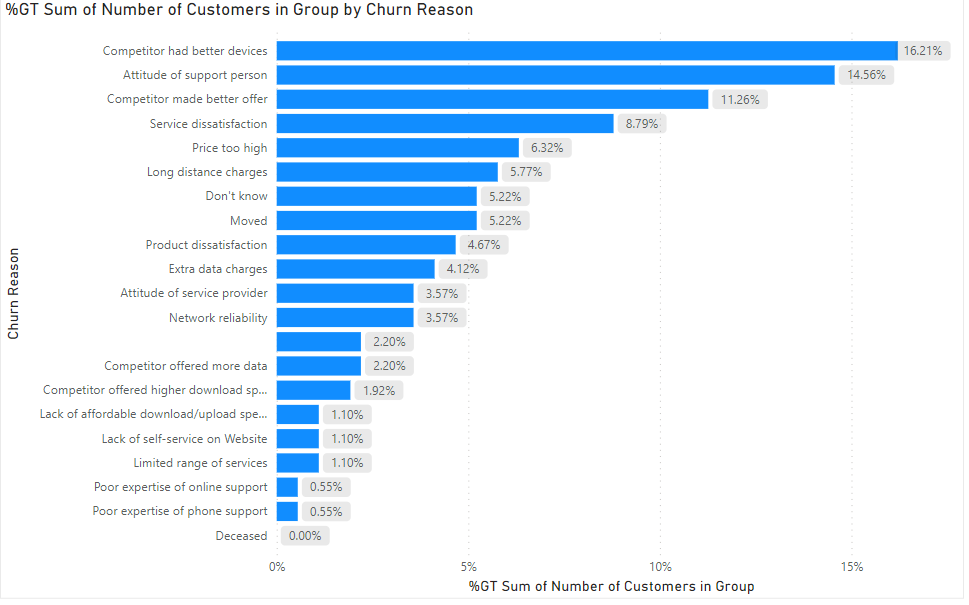 %GT Sum of Number of Customers in Group by Churn Reason
Competitor had better devices 16.21%
Attitude of support person 14.56%
Competitor made better offer 11.26%
Service dissatisfaction 8.79%
Price too high 6.32%
Long distance charges 5.77%
Don't know 5.22%
Moved 5.22%
Product dissatisfaction 4.67%
Extra data charges 4.12%
Attitude of service provider 3.57%
Network reliability 3.57%
2.20%
Competitor offered more data 2.20%
Competitor offered higher download sp... 1.92%
Lack of affordable download/upload spe... 1.10%
Lack of self-service on Website 1.10%
Limited range of services 1.10%
Poor expertise of online support 0.55%
Poor expertise of phone support 0.55%
Deceased 0.00%
Churn Reason
0% 5% 10% 15%
%GT Sum of Number of Customers in Group